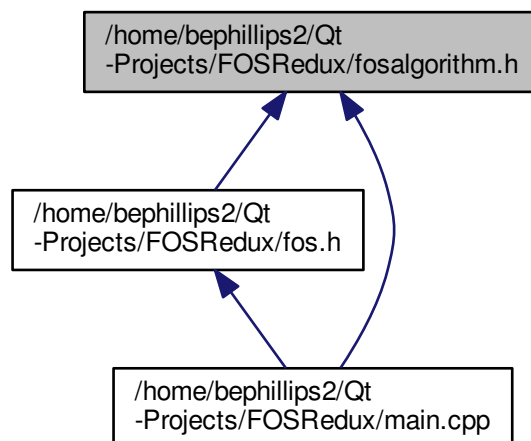 /home/bephillips2/Qt
-Projects/FOSRedux/fosalgorithm.h
/home/bephillips2/Qt
-Projects/FOSRedux/fos.h
/home/bephillips2/Qt
-Projects/FOSRedux/main.cpp